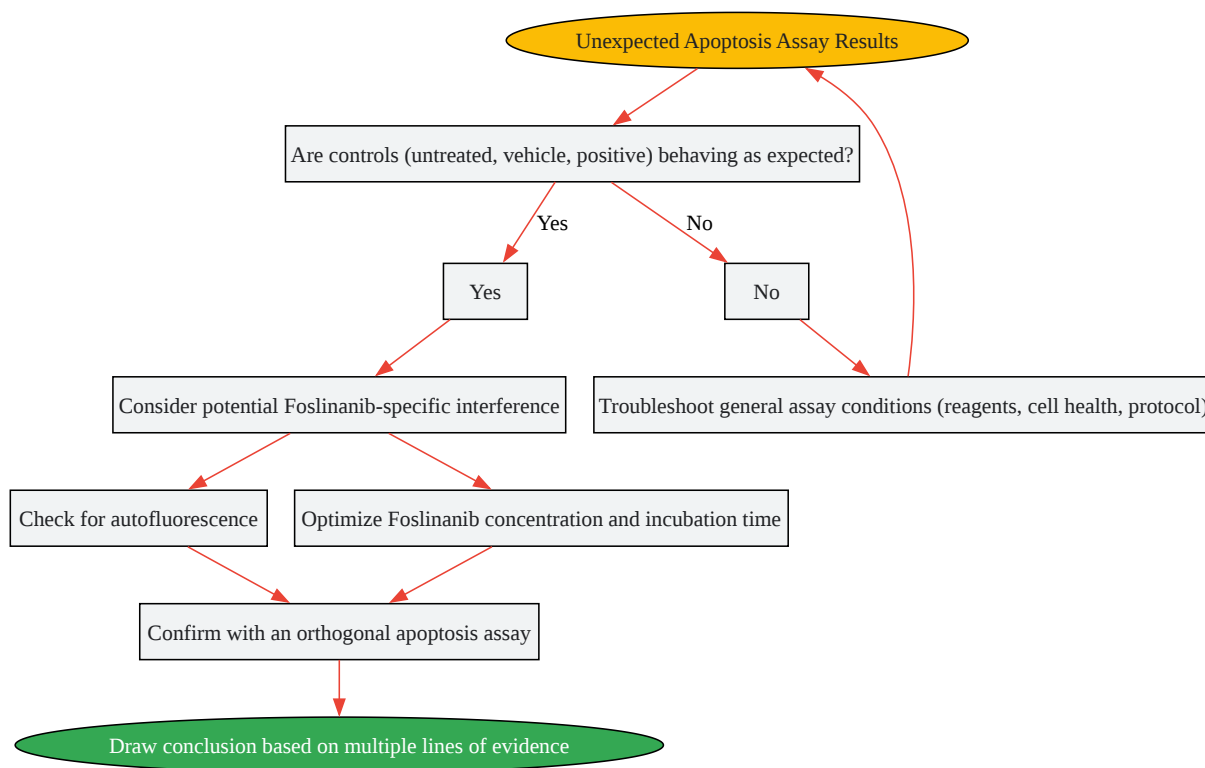 Unexpected Apoptosis Assay Results
Are controls (untreated, vehicle, positive) behaving as expected?
Yes
No
Yes
No
Consider potential Foslinanib-specific interference
Troubleshoot general assay conditions (reagents, cell health, protocol)
Check for autofluorescence
Optimize Foslinanib concentration and incubation time
Confirm with an orthogonal apoptosis assay
Draw conclusion based on multiple lines of evidence